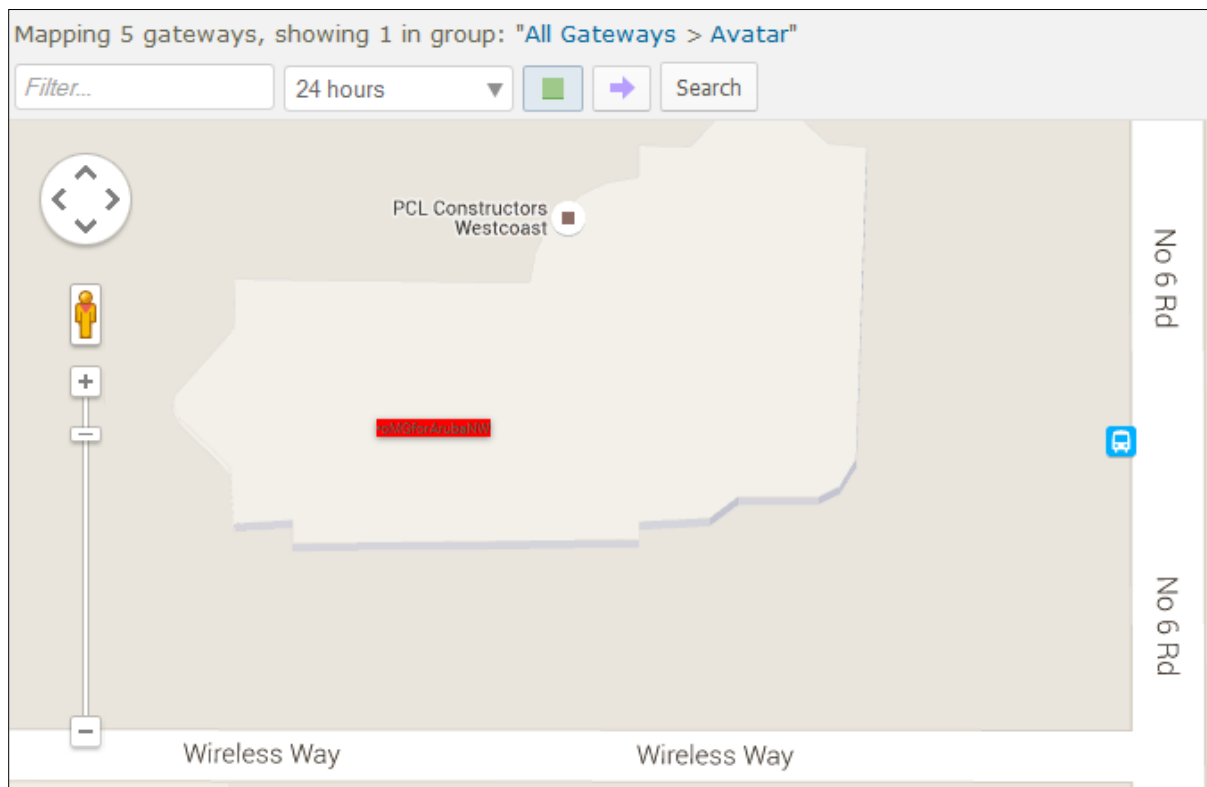 Mapping 5 gateways, showing 1 in group: "All Gateways > Avatar"
Filter...
24 hours
Search
PCL Constructors
Westcoast
No 6 Rd
oMGforArubaNW
No 6 Rd
Wireless Way
Wireless Way